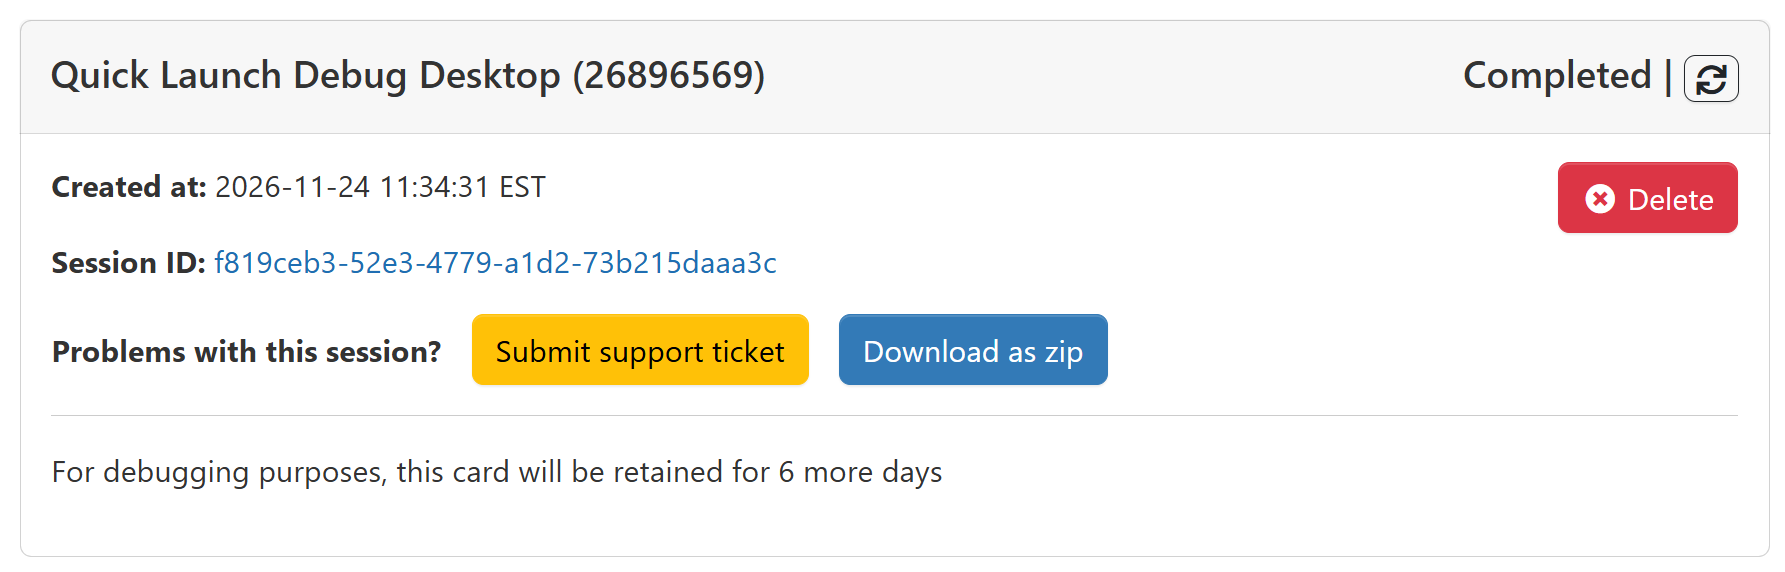 Quick Launch Debug Desktop (26896569)
Completed |
Created at: 2026-11-24 11:34:31 EST
Delete
Session ID: f819ceb3-52e3-4779-a1d2-73b215daaa3c
Problems with this session? Submit support ticket Download as zip
For debugging purposes, this card will be retained for 6 more days